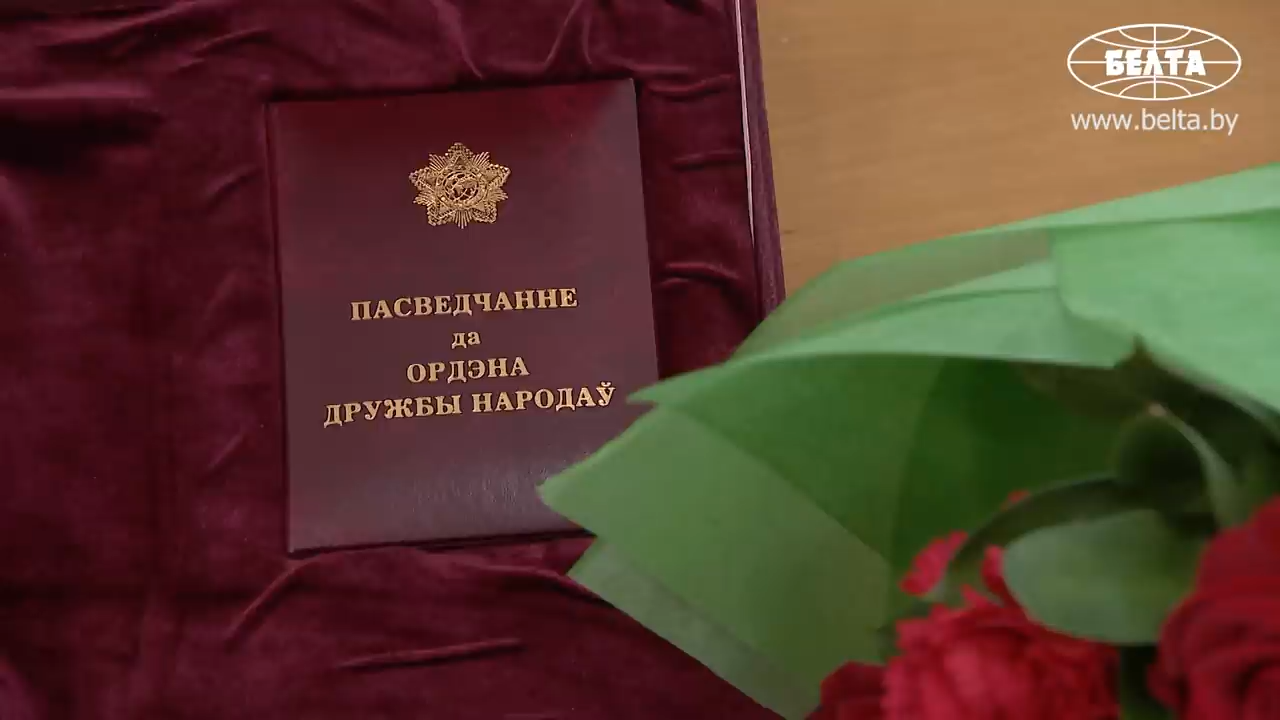 БЕЛТА
www.belta.by
ПАСВЕДЧАННЕ
да
ОРДЭНА
ДРУЖБЫ НАРОДАЎ